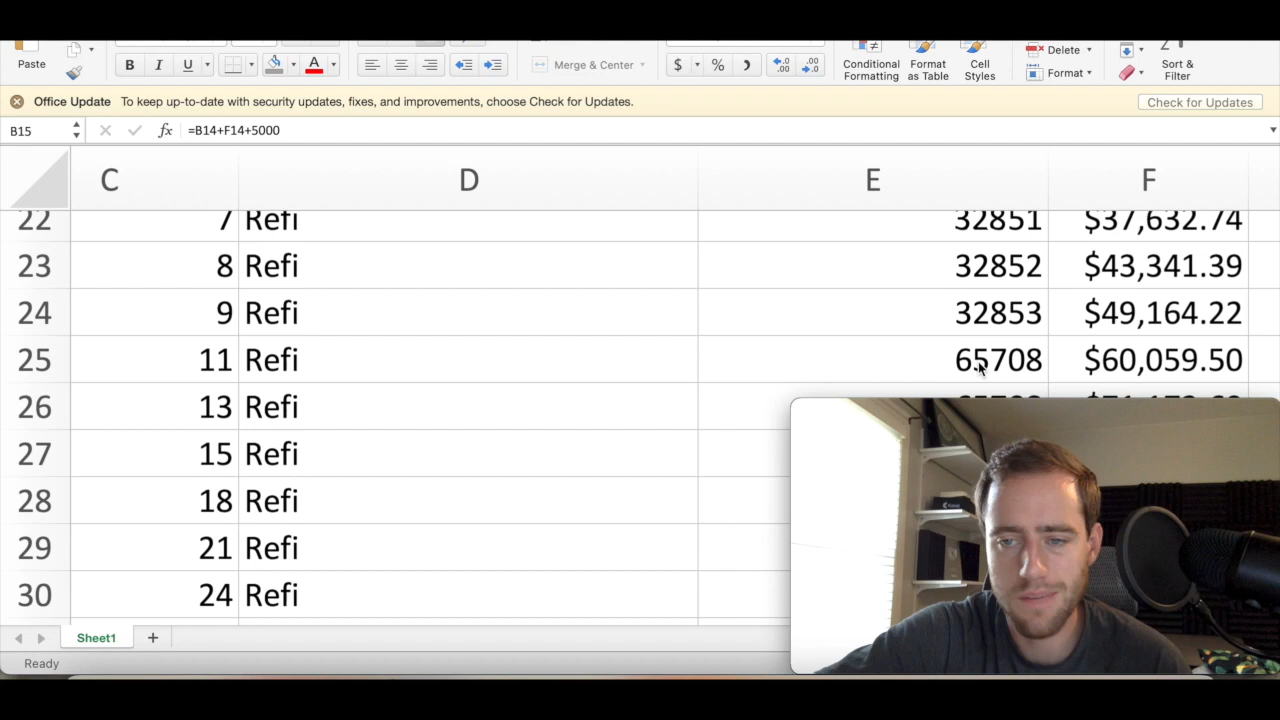 Paste
B I U A
Merge & Center
$ % ,
Conditional Formatting
Format as Table
Cell Styles
Delete
Format
Sort & Filter
Office Update To keep up-to-date with security updates, fixes, and improvements, choose Check for Updates. Check for Updates
B15 fx =B14+F14+5000
C D E F
22 7 Refi 32851 $37,632.74
23 8 Refi 32852 $43,341.39
24 9 Refi 32853 $49,164.22
25 11 Refi 65708 $60,059.50
26 13 Refi
27 15 Refi
28 18 Refi
29 21 Refi
30 24 Refi
Sheet1 +
Ready